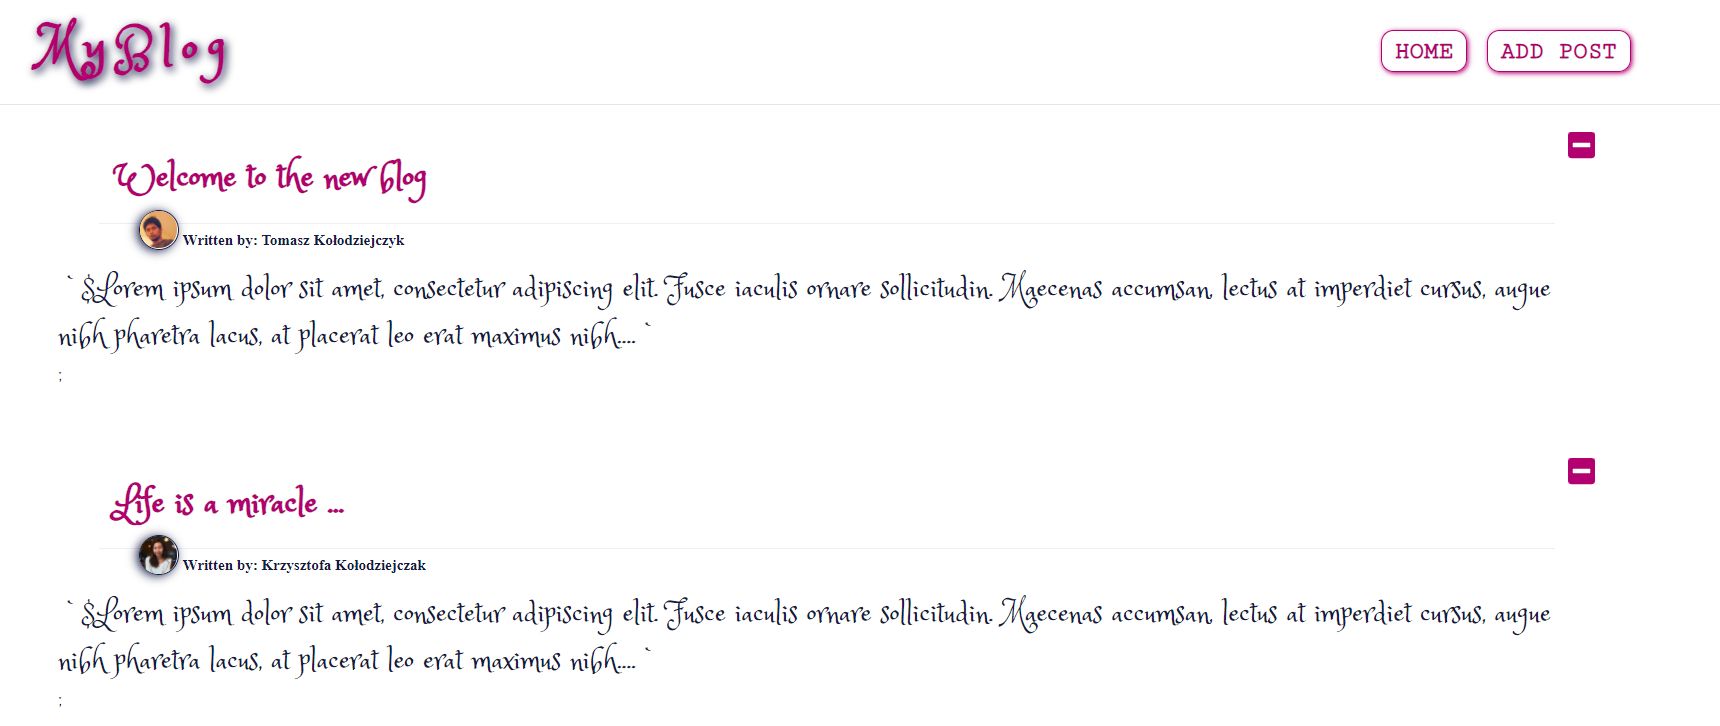 MyBlog
HOME
ADD POST
Welcome to the new blog
Written by: Tomasz Kołodziejczyk
` $Lorem ipsum dolor sit amet, consectetur adipiscing elit. Fusce iaculis ornare sollicitudin. Maecenas accumsan, lectus at imperdiet cursus, augue
nibh pharetra lacus, at placerat leo erat maximus nibh.... `
;
Life is a miracle ...
Written by: Krzysztofa Kołodziejczak
` $Lorem ipsum dolor sit amet, consectetur adipiscing elit. Fusce iaculis ornare sollicitudin. Maecenas accumsan, lectus at imperdiet cursus, augue
nibh pharetra lacus, at placerat leo erat maximus nibh.... `
;